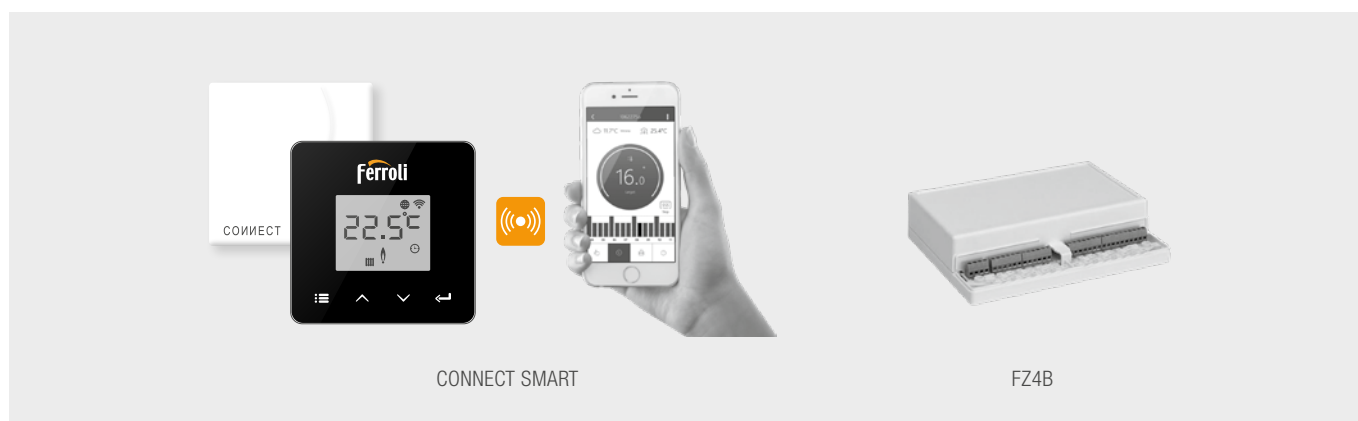 CONNECT
Ferroli
22.5°C
16.0
CONNECT SMART
FZ4B